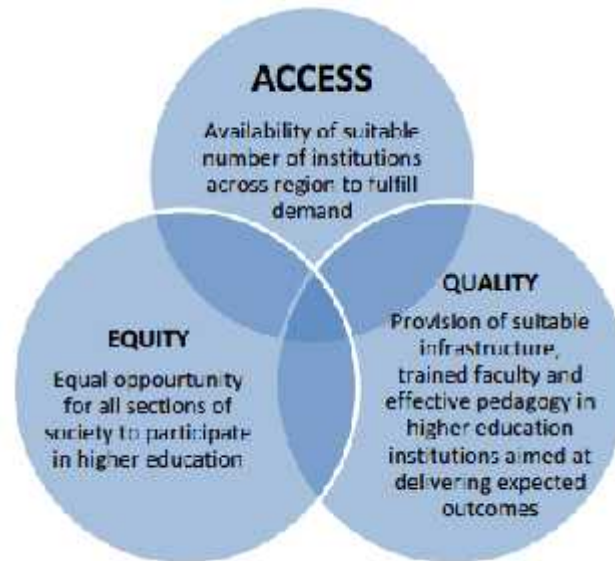 ACCESS
Availability of suitable
number of institutions
across region to fulfill
demand
EQUITY
Equal oppourtunity
for all sections of
society to participate
in higher education
QUALITY
Provision of suitable
infrastructure,
trained faculty and
effective pedagogy in
higher education
institutions aimed at
delivering expected
outcomes